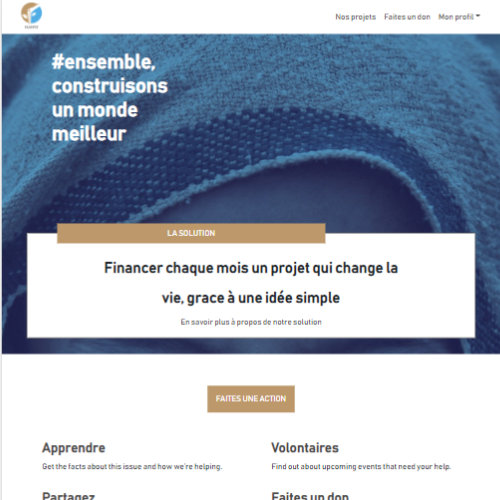 Nos projets Faites un don Mon profil
#ensemble,
construisons
un monde
meilleur
LA SOLUTION
Financer chaque mois un projet qui change la
vie, grace à une idée simple
En savoir plus à propos de notre solution
FAITES UNE ACTION
Apprendre
Get the facts about this issue and how we're helping.
Volontaires
Find out about upcoming events that need your help.
Partagez
Faites un don